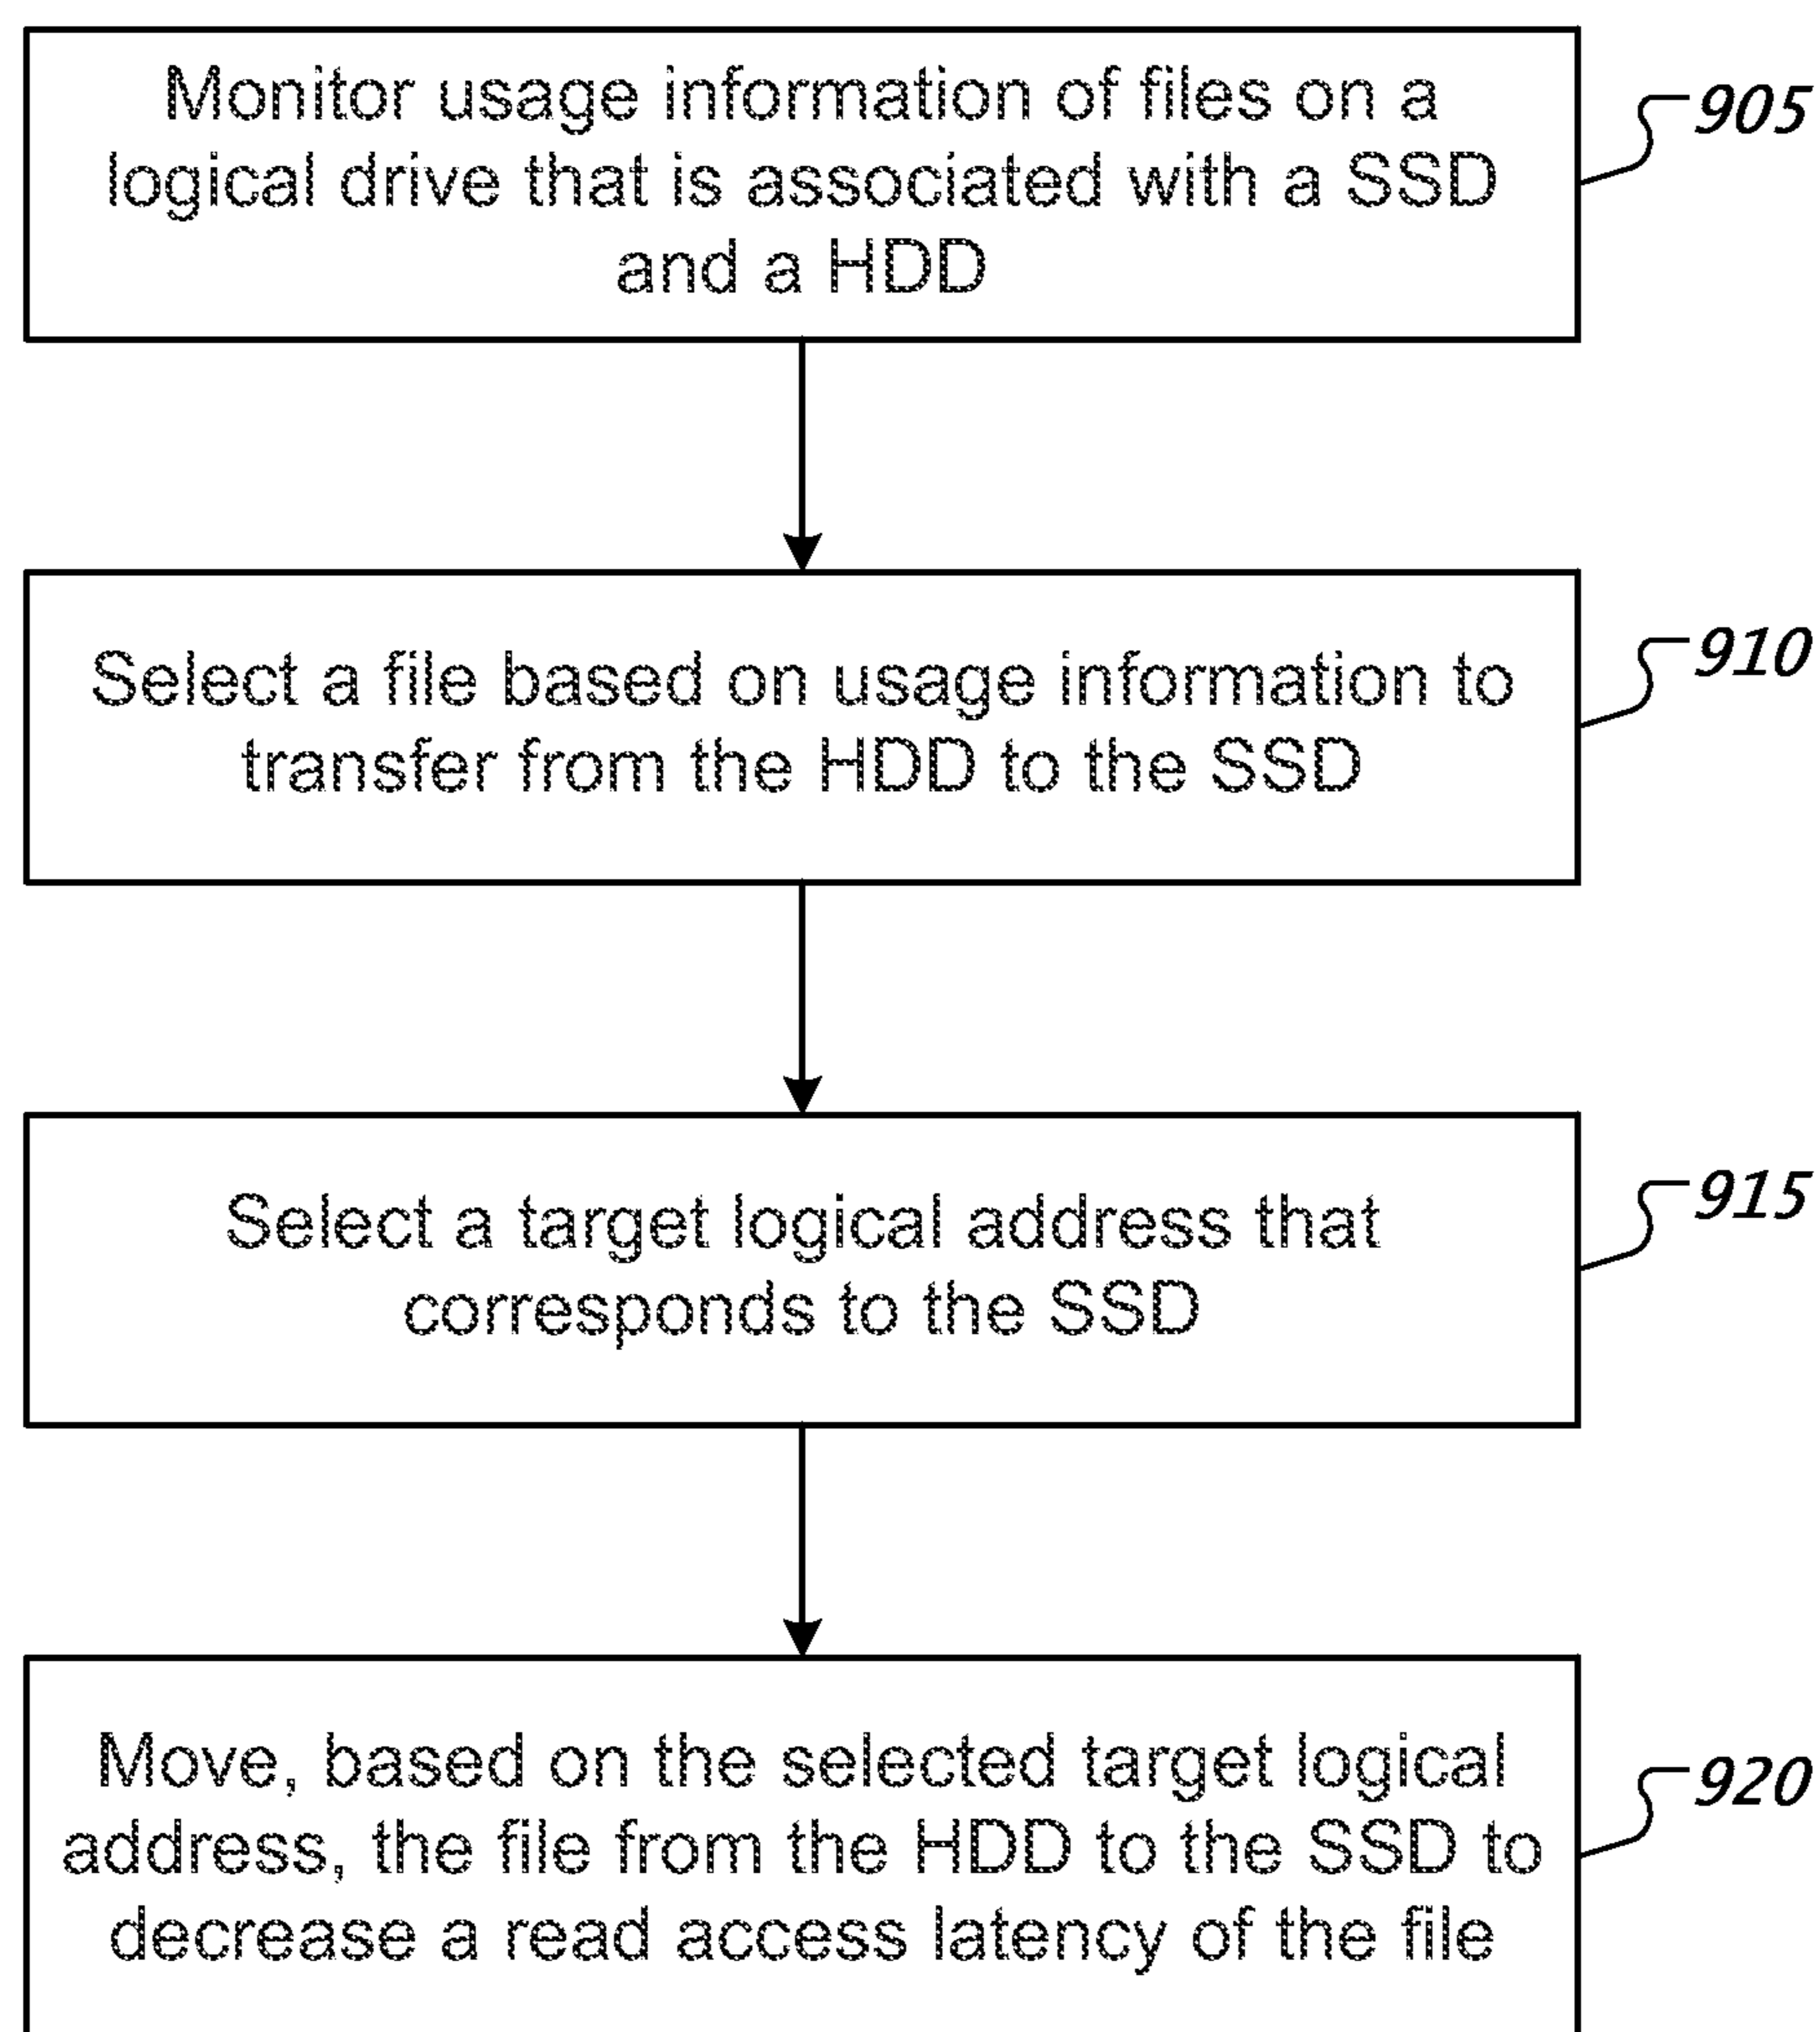 Monitor usage information of files on a
logical drive that is associated with a SSD
and a HDD
905
Select a file based on usage information to
transfer from the HDD to the SSD
910
Select a target logical address that
corresponds to the SSD
915
Move, based on the selected target logical
address, the file from the HDD to the SSD to
decrease a read access latency of the file
920